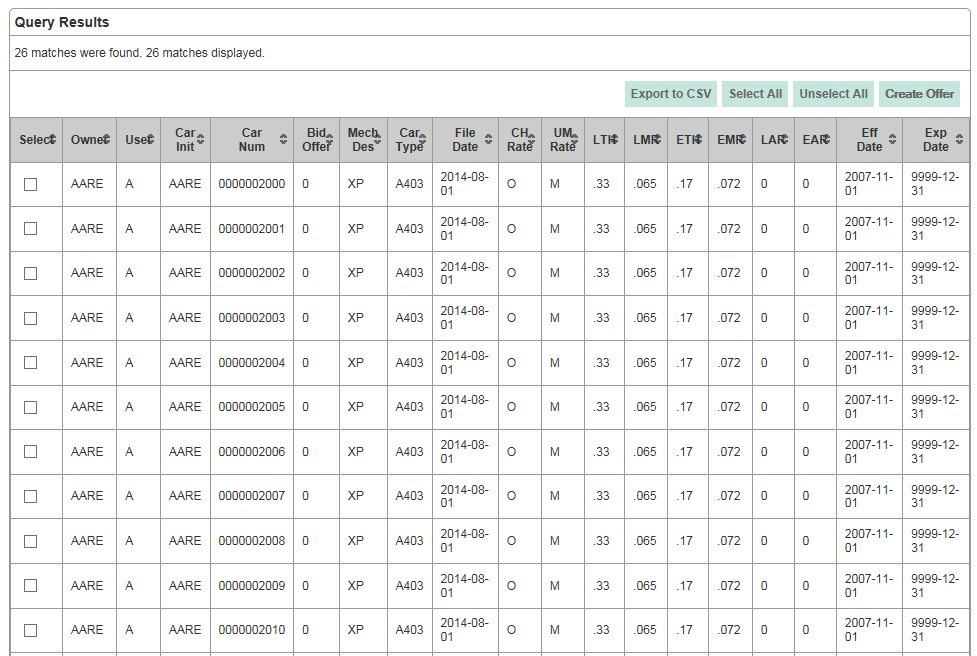 Query Results
26 matches were found. 26 matches displayed.
Export to CSV Select All Unselect All Create Offer
Select Owner User Car Init Car Num Bid Offer Mech Des Car Type File Date CH Rate UM Rate LTH LMR ETH EMR LAR EAR Eff Date Exp Date
AARE A AARE 0000002000 0 XP A403 2014-08-01 O M .33 .065 .17 .072 0 0 2007-11-01 9999-12-31
AARE A AARE 0000002001 0 XP A403 2014-08-01 O M .33 .065 .17 .072 0 0 2007-11-01 9999-12-31
AARE A AARE 0000002002 0 XP A403 2014-08-01 O M .33 .065 .17 .072 0 0 2007-11-01 9999-12-31
AARE A AARE 0000002003 0 XP A403 2014-08-01 O M .33 .065 .17 .072 0 0 2007-11-01 9999-12-31
AARE A AARE 0000002004 0 XP A403 2014-08-01 O M .33 .065 .17 .072 0 0 2007-11-01 9999-12-31
AARE A AARE 0000002005 0 XP A403 2014-08-01 O M .33 .065 .17 .072 0 0 2007-11-01 9999-12-31
AARE A AARE 0000002006 0 XP A403 2014-08-01 O M .33 .065 .17 .072 0 0 2007-11-01 9999-12-31
AARE A AARE 0000002007 0 XP A403 2014-08-01 O M .33 .065 .17 .072 0 0 2007-11-01 9999-12-31
AARE A AARE 0000002008 0 XP A403 2014-08-01 O M .33 .065 .17 .072 0 0 2007-11-01 9999-12-31
AARE A AARE 0000002009 0 XP A403 2014-08-01 O M .33 .065 .17 .072 0 0 2007-11-01 9999-12-31
AARE A AARE 0000002010 0 XP A403 2014-08-01 O M .33 .065 .17 .072 0 0 2007-11-01 9999-12-31